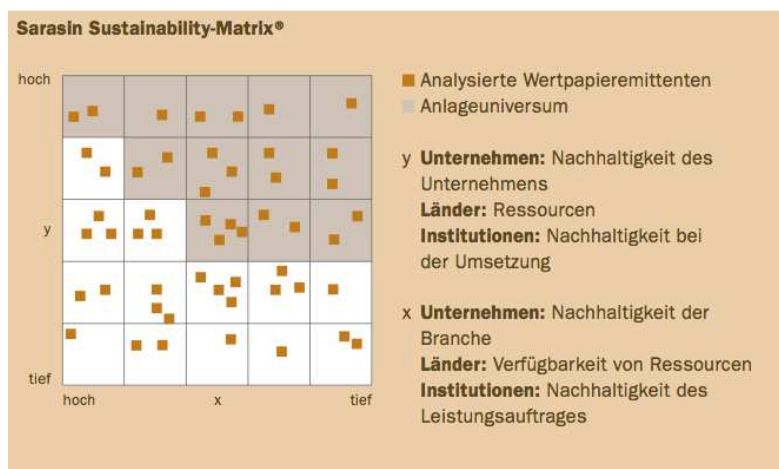 Sarasin Sustainability-Matrix®
hoch
y
tief
hoch
x
tief
Analysierte Wertpapieremittenten
Anlageuniversum
y Unternehmen: Nachhaltigkeit des
Unternehmens
Länder: Ressourcen
Institutionen: Nachhaltigkeit bei
der Umsetzung
x Unternehmen: Nachhaltigkeit der
Branche
Länder: Verfügbarkeit von Ressourcen
Institutionen: Nachhaltigkeit des
Leistungsauftrages